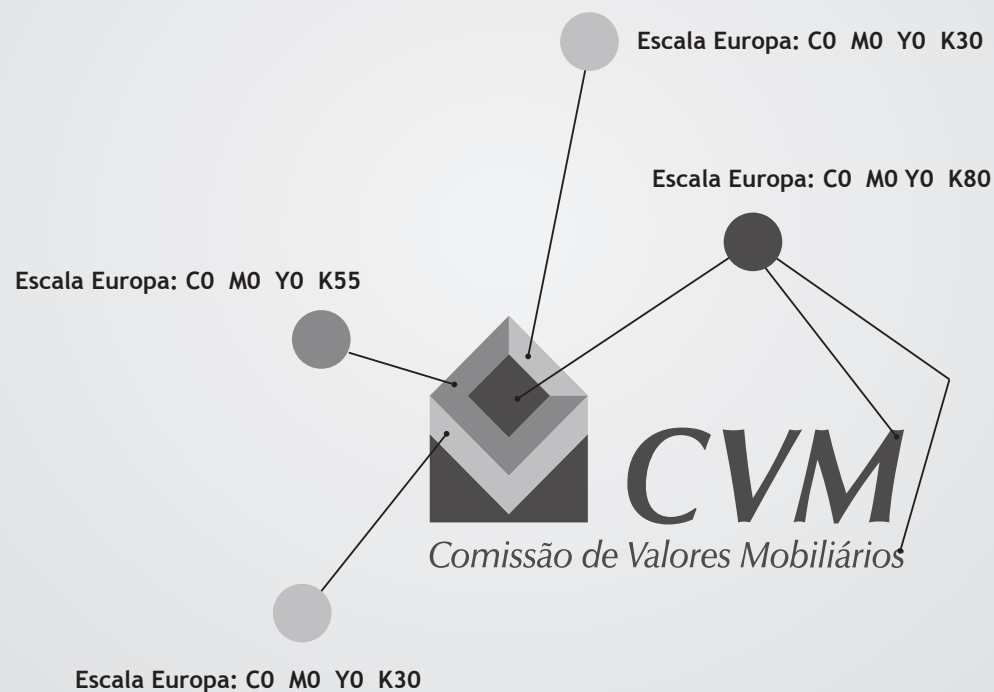 Escala Europa: C0 M0 Y0 K30
Escala Europa: C0 M0 Y0 K80
Escala Europa: C0 M0 Y0 K55
CVM
Comissão de Valores Mobiliários
Escala Europa: C0 M0 Y0 K30